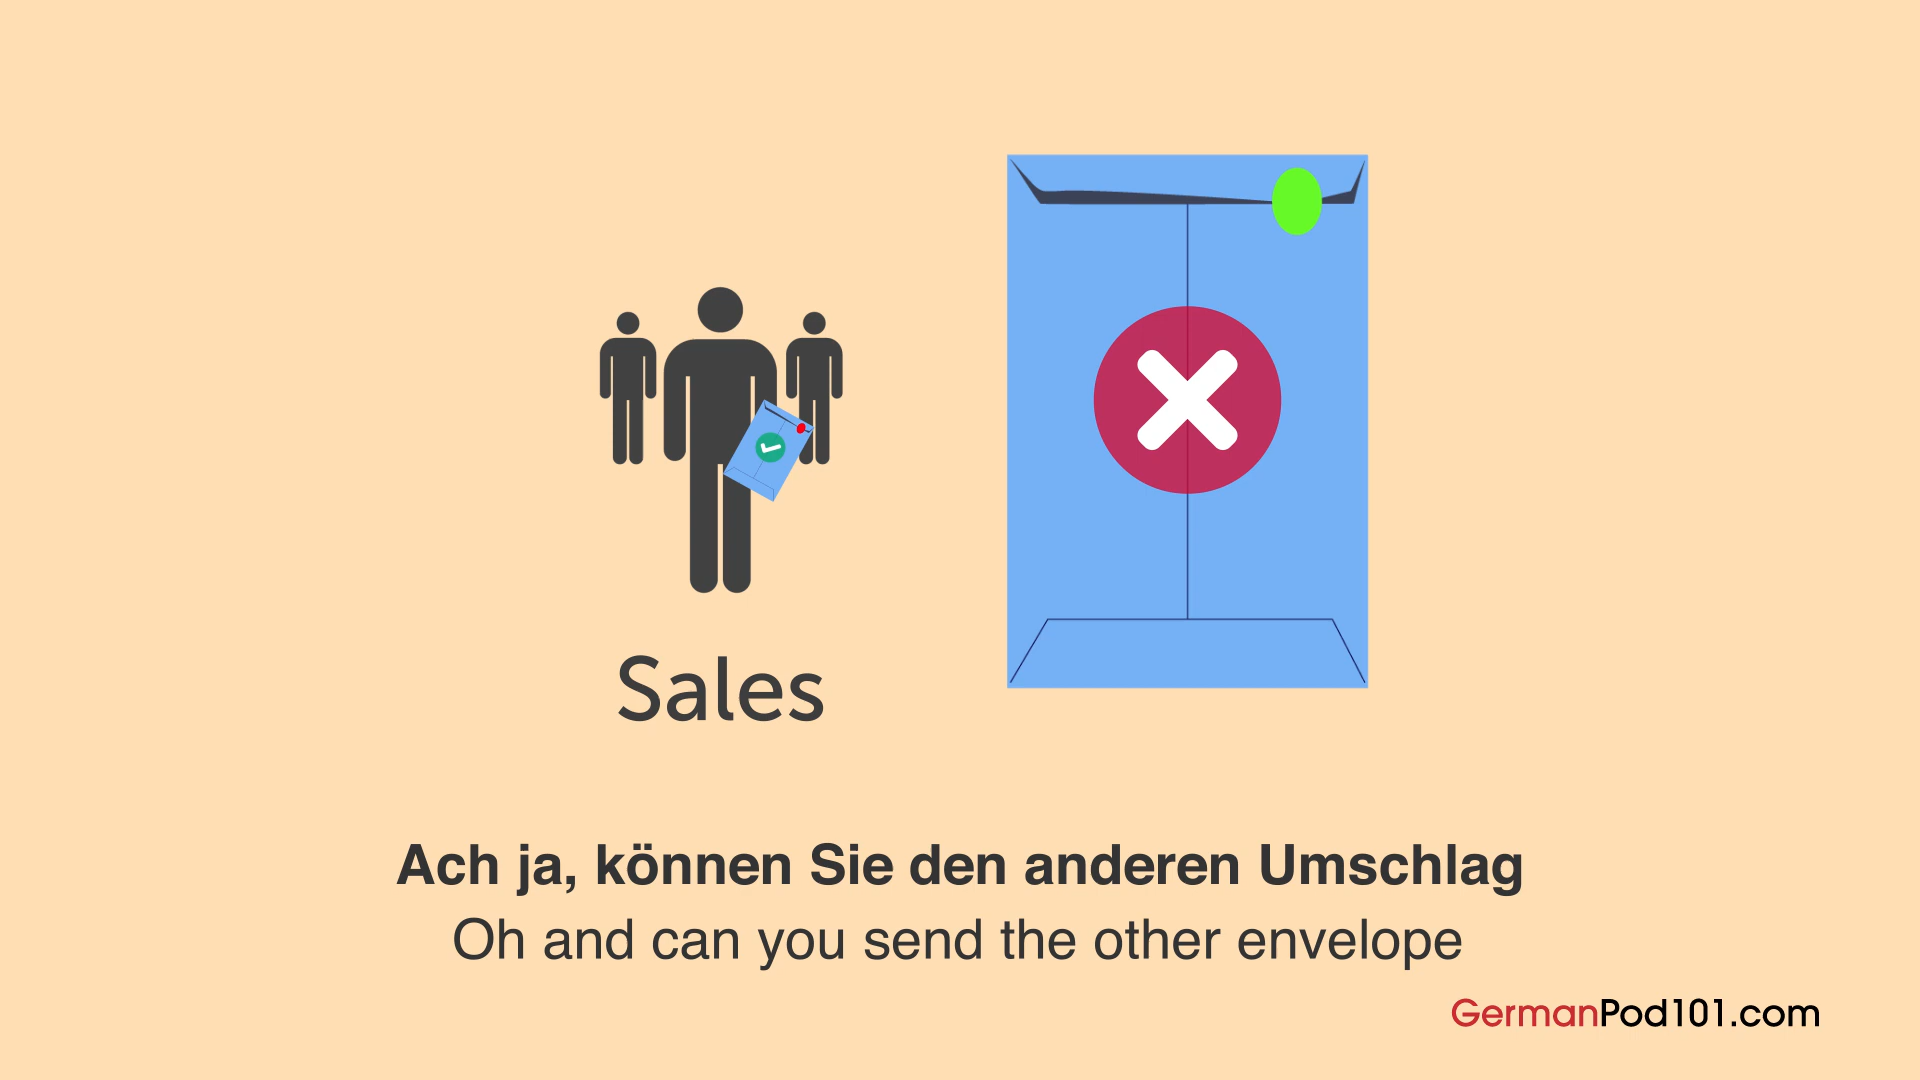 Sales
Ach ja, können Sie den anderen Umschlag
Oh and can you send the other envelope
GermanPod101.com